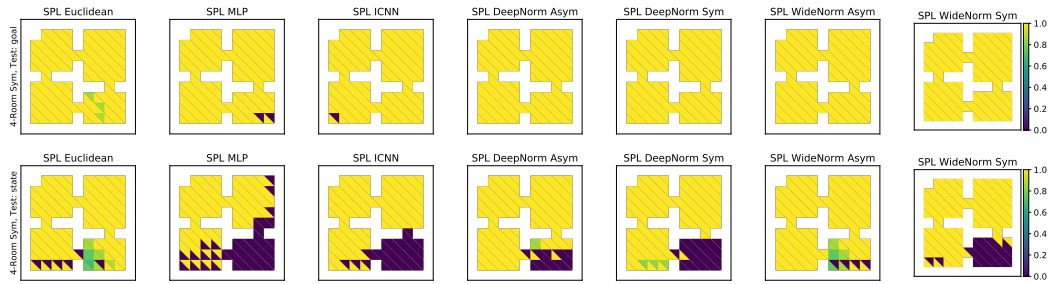 SPL Euclidean
SPL MLP
SPL ICNN
SPL DeepNorm Asym
SPL DeepNorm Sym
SPL WideNorm Asym
SPL WideNorm Sym
4-Room Sym, Test: goal
1.0
0.8
0.6
0.4
0.2
0.0
SPL Euclidean
SPL MLP
SPL ICNN
SPL DeepNorm Asym
SPL DeepNorm Sym
SPL WideNorm Asym
SPL WideNorm Sym
4-Room Sym, Test: state
1.0
0.8
0.6
0.4
0.2
0.0